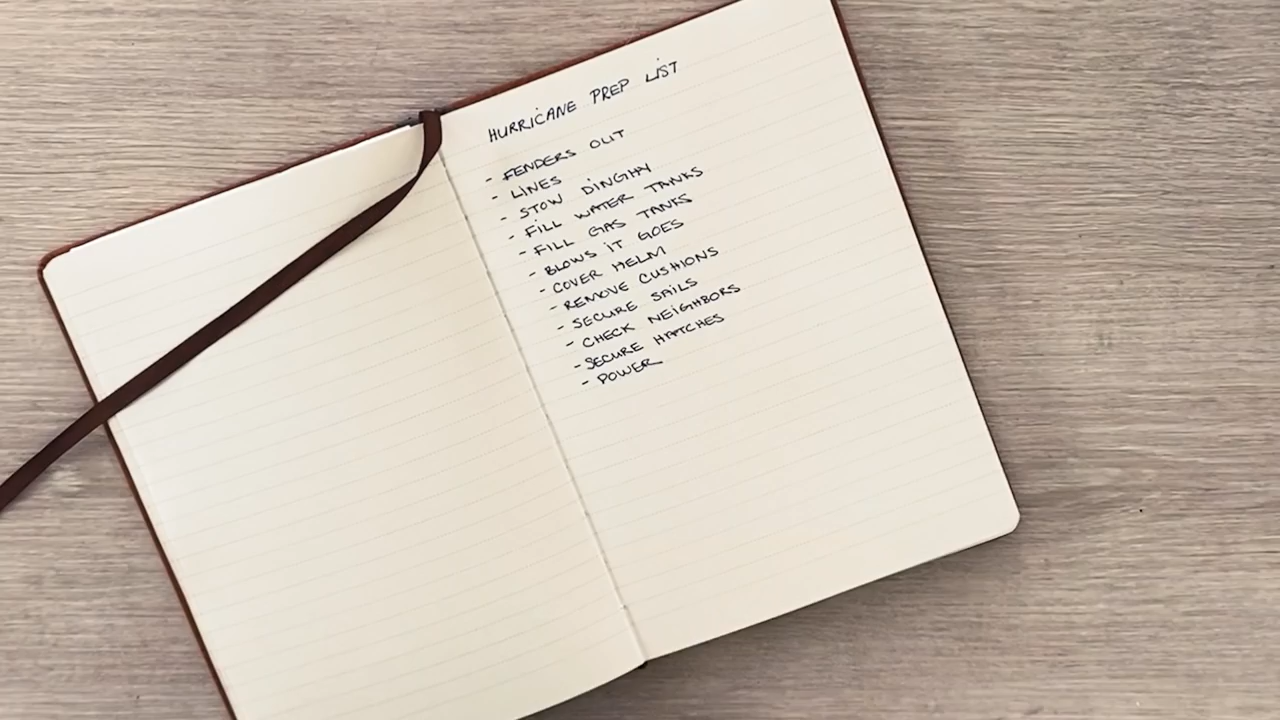 HURRICANE PREP LIST
- FENDERS OUT
- LINES
- STOW DINGHY
- FILL WATER TANKS
- FILL GAS TANKS
- BLOWS IT GOES
- COVER HELM
- REMOVE CUSHIONS
- SECURE SAILS
- CHECK NEIGHBORS
- SECURE HATCHES
- POWER